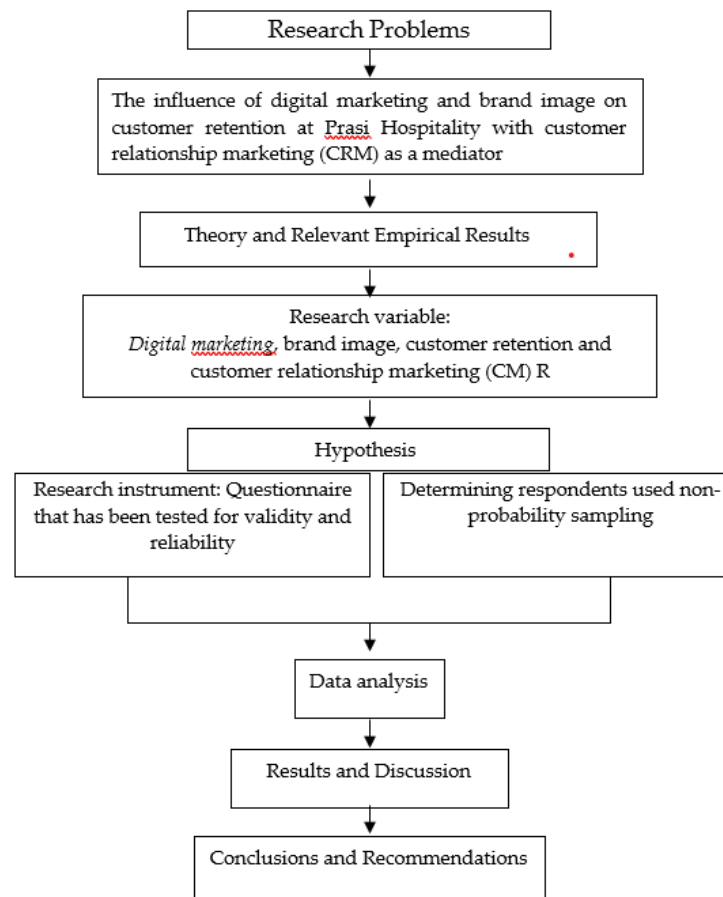 Research Problems
The influence of digital marketing and brand image on
customer retention at Prasi Hospitality with customer
relationship marketing (CRM) as a mediator
Theory and Relevant Empirical Results
Research variable:
Digital marketing, brand image, customer retention and
customer relationship marketing (CM) R
Hypothesis
Research instrument: Questionnaire
that has been tested for validity and
reliability
Determining respondents used non-
probability sampling
Data analysis
Results and Discussion
Conclusions and Recommendations